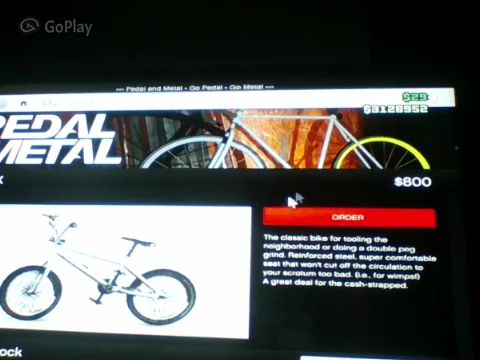 GoPlay
--- Pedal and Metal - Go Pedal - Go Metal ---
$29
$3128952
PEDAL
METAL
X
$800
ORDER
The classic bike for tooling the
neighborhood or doing a double peg
grind. Reinforced steel, super comfortable
seat that won't cut off the circulation to
your scrotum too bad. (i.e., for wimps!)
A great deal for the cash-strapped.
ock